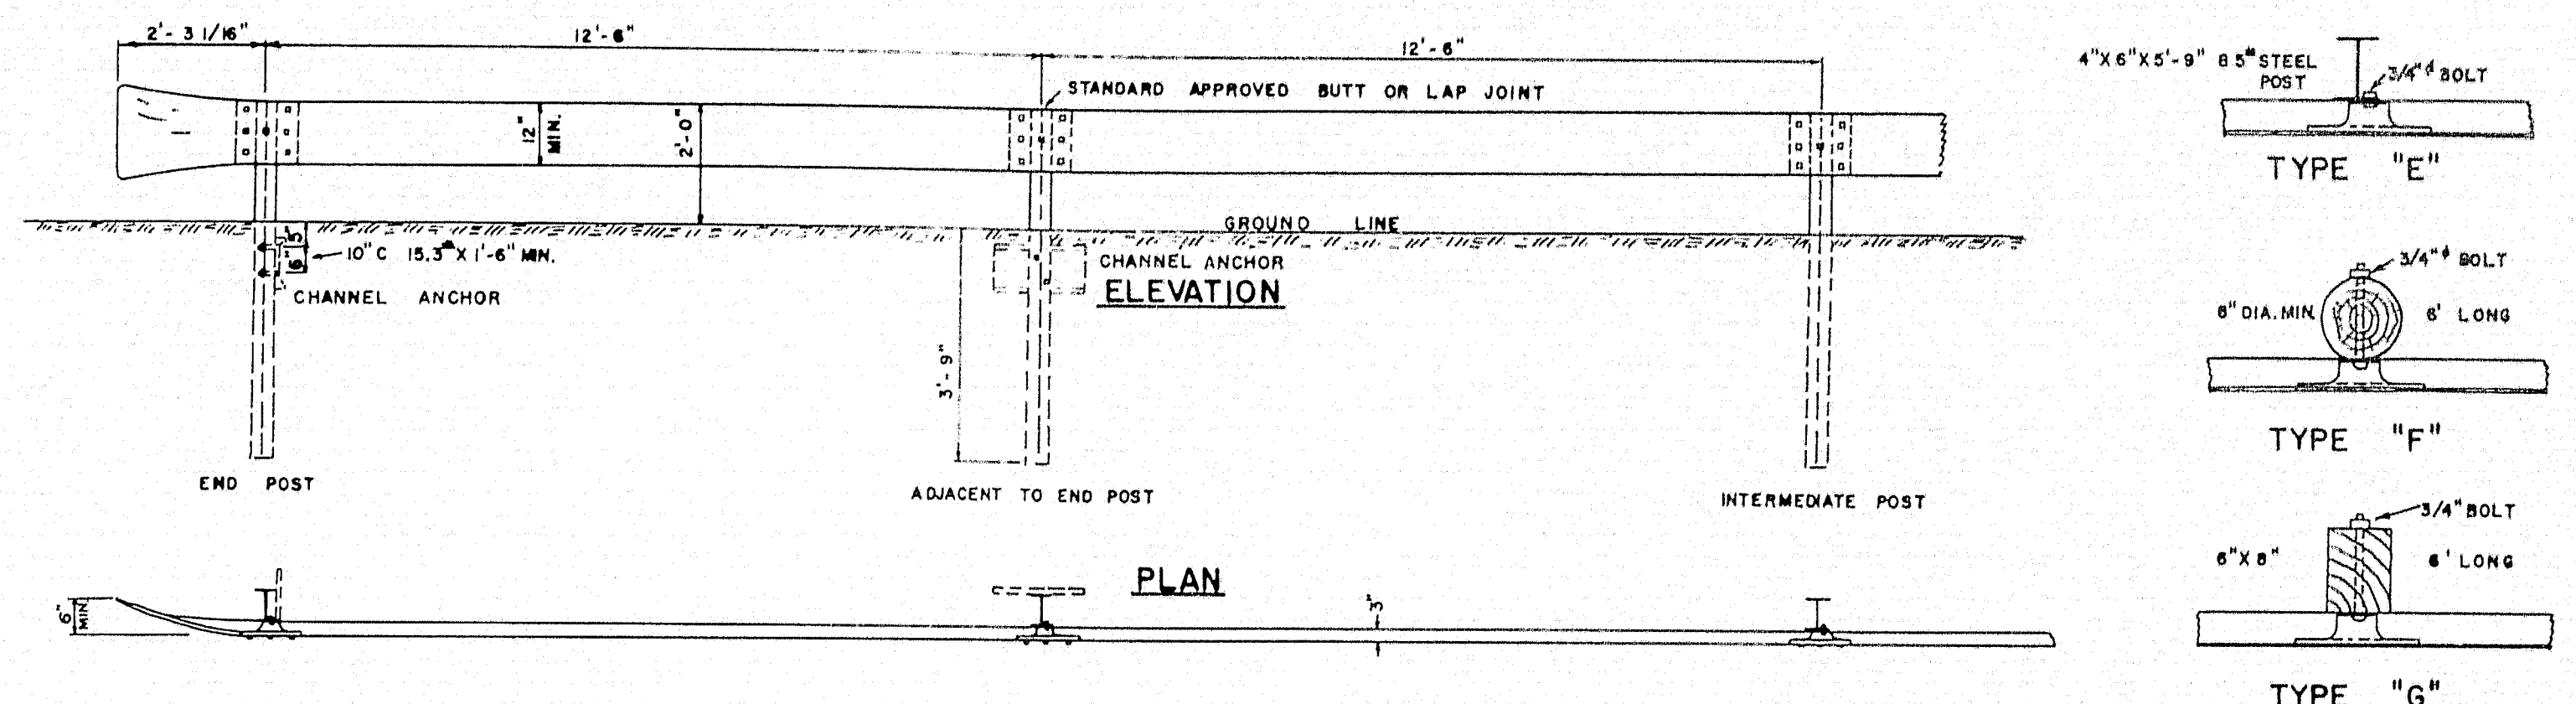 2'- 3 1/16"
12'-6"
12'-6"
STANDARD APPROVED BUTT OR LAP JOINT
12"
MIN.
2'-0"
GROUND LINE
5"
6"
10" C 15.3# X 1'-6" MIN.
CHANNEL ANCHOR
CHANNEL ANCHOR
ELEVATION
3'-9"
END POST
ADJACENT TO END POST
INTERMEDIATE POST
PLAN
6"
MIN.
3"
4"X 6"X 5'-9" 8.5# STEEL
POST
3/4"ø BOLT
TYPE "E"
3/4"ø BOLT
8" DIA. MIN.
6' LONG
TYPE "F"
3/4" BOLT
6"X 8"
6' LONG
TYPE "G"